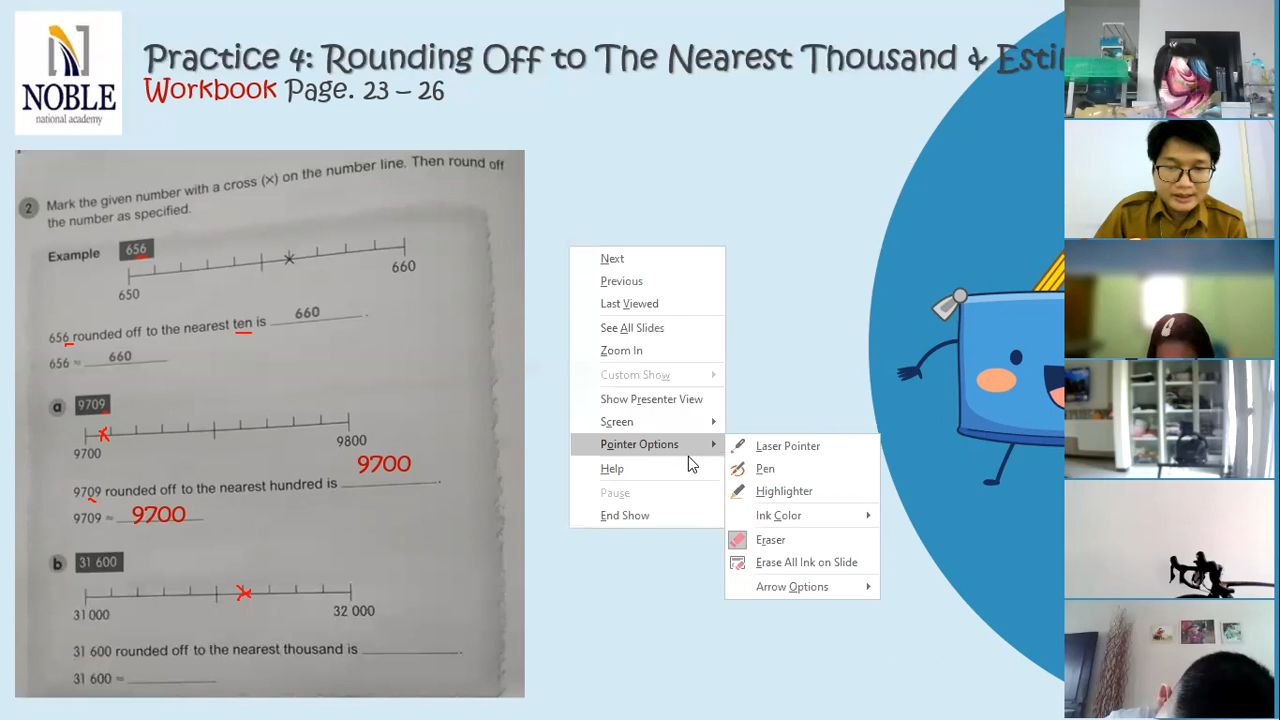 NOBLE
national academy
Practice 4: Rounding Off to The Nearest Thousand &
Workbook Page. 23 – 26
2 Mark the given number with a cross (×) on the number line. Then round off
the number as specified.
Example 656
650 660
656 rounded off to the nearest ten is 660 .
656 ≈ 660
a 9709
9700 9800
9700
9709 rounded off to the nearest hundred is ____.
9709 ≈ 9700
b 31 600
31 000 32 000
31 600 rounded off to the nearest thousand is ____.
31 600 ≈ ____
Next
Previous
Last Viewed
See All Slides
Zoom In
Custom Show
Show Presenter View
Screen
Pointer Options
Help
Pause
End Show
Laser Pointer
Pen
Highlighter
Ink Color
Eraser
Erase All Ink on Slide
Arrow Options